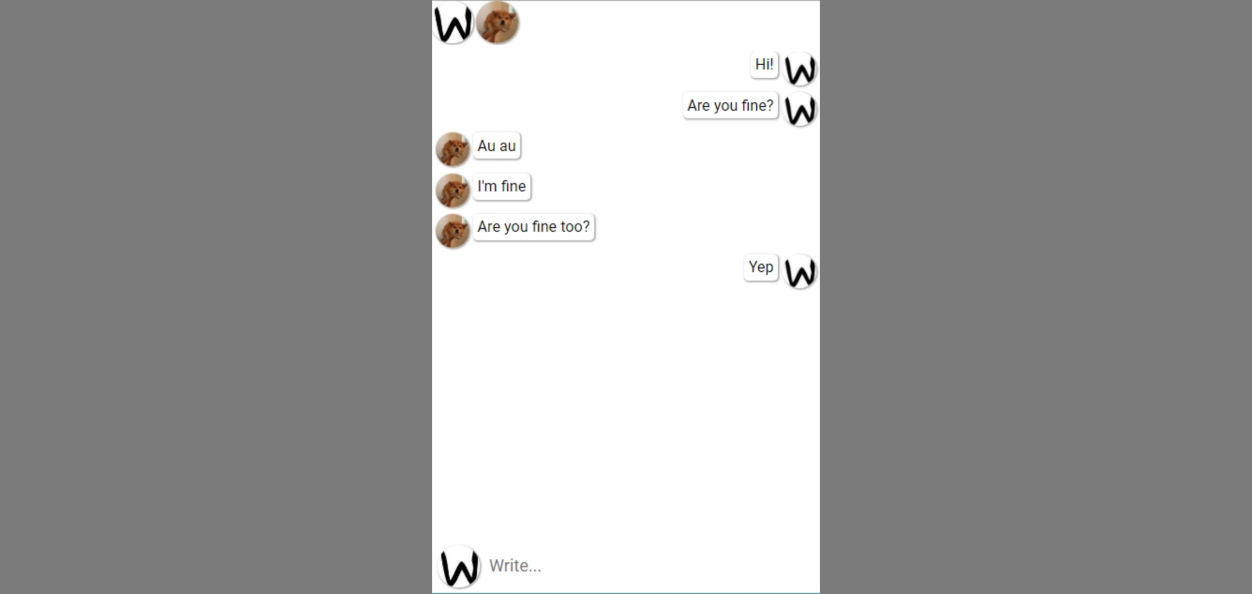 W
Hi! W
Are you fine? W
Au au
I'm fine
Are you fine too?
Yep W
W Write...